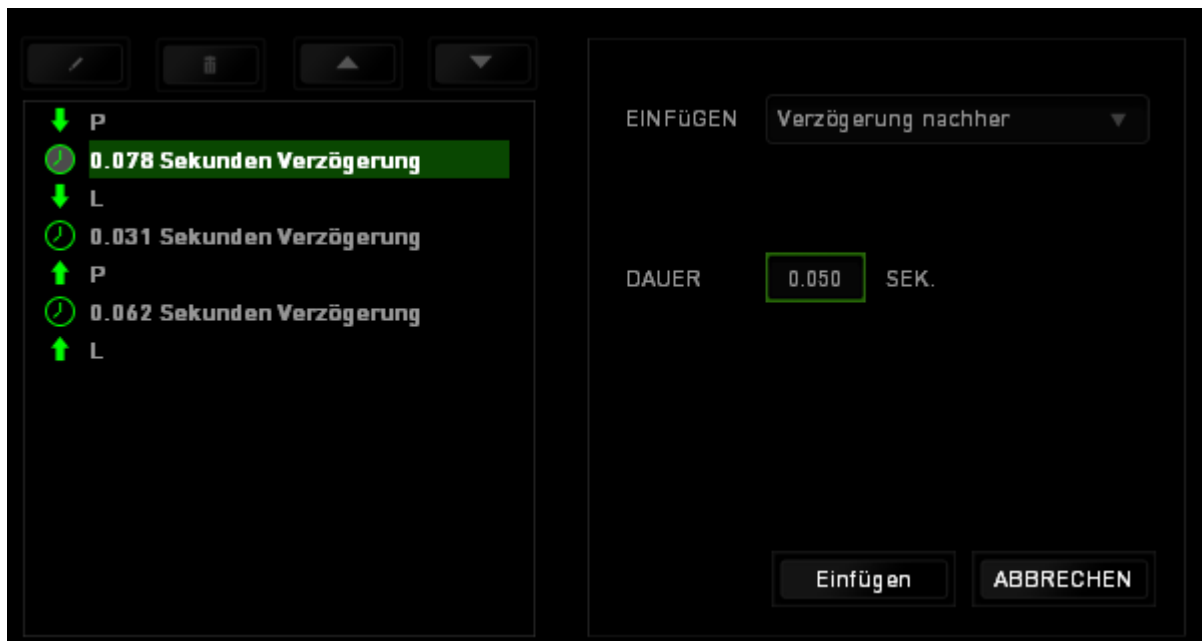 P
0.078 Sekunden Verzögerung
L
0.031 Sekunden Verzögerung
P
0.062 Sekunden Verzögerung
L
EINFüGEN Verzögerung nachher
DAUER 0.050 SEK.
Einfügen ABBRECHEN